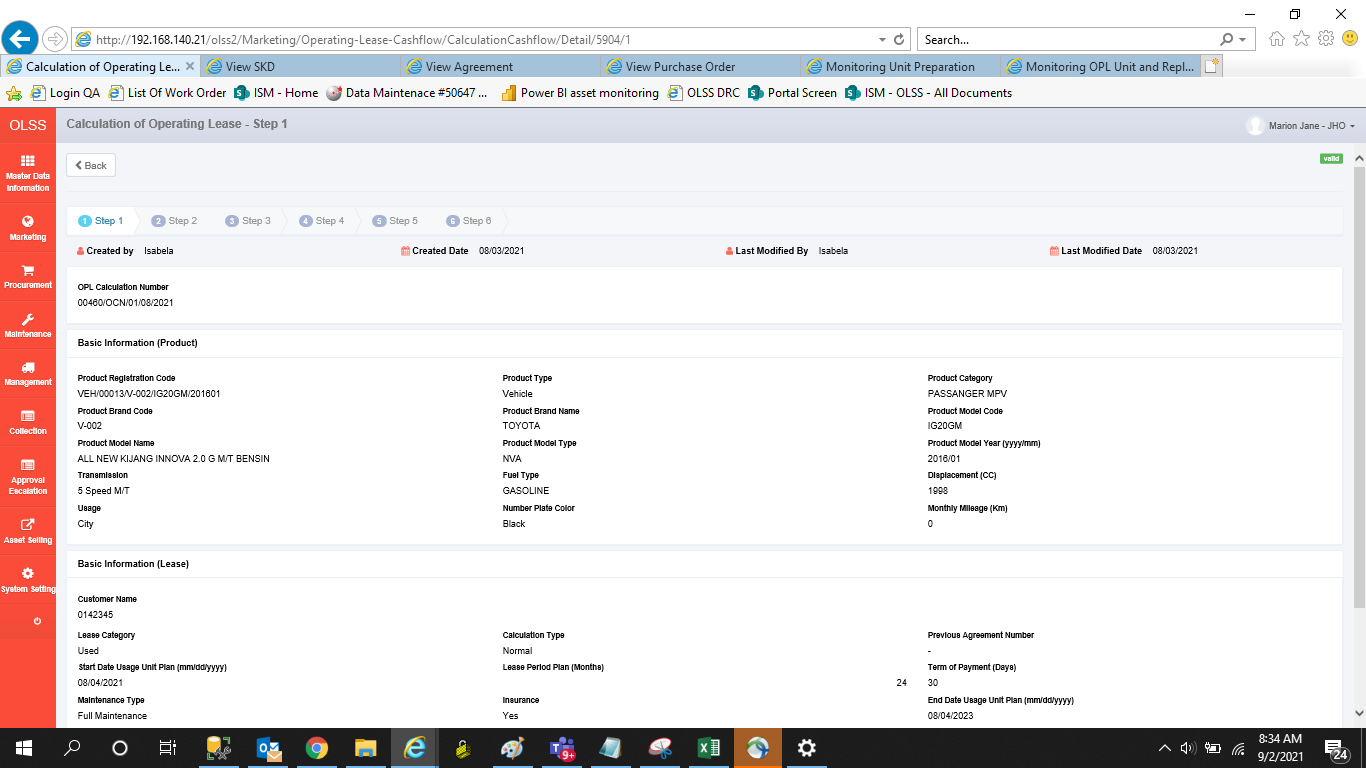 http://192.168.140.21/olss2/Marketing/Operating-Lease-Cashflow/CalculationCashflow/Detail/5904/1
Search...
Calculation of Operating Le...
View SKD
View Agreement
View Purchase Order
Monitoring Unit Preparation
Monitoring OPL Unit and Repl...
Login QA
List Of Work Order
ISM - Home
Data Maintenace #50647 ...
Power BI asset monitoring
OLSS DRC
Portal Screen
ISM - OLSS - All Documents
OLSS
Calculation of Operating Lease - Step 1
Marion Jane - JHO
Master Data
Information
Marketing
Procurement
Maintenance
Management
Collection
Approval
Escalation
Asset Selling
System Setting
Back
valid
1 Step 1
2 Step 2
3 Step 3
4 Step 4
5 Step 5
6 Step 6
Created by Isabela
Created Date 08/03/2021
Last Modified By Isabela
Last Modified Date 08/03/2021
OPL Calculation Number
00460/OCN/01/08/2021
Basic Information (Product)
Product Registration Code
VEH/00013/V-002/IG20GM/201601
Product Type
Vehicle
Product Category
PASSANGER MPV
Product Brand Code
V-002
Product Brand Name
TOYOTA
Product Model Code
IG20GM
Product Model Name
ALL NEW KIJANG INNOVA 2.0 G M/T BENSIN
Product Model Type
NVA
Product Model Year (yyyy/mm)
2016/01
Transmission
5 Speed M/T
Fuel Type
GASOLINE
Displacement (CC)
1998
Usage
City
Number Plate Color
Black
Monthly Mileage (Km)
0
Basic Information (Lease)
Customer Name
0142345
Lease Category
Used
Calculation Type
Normal
Previous Agreement Number
-
Start Date Usage Unit Plan (mm/dd/yyyy)
08/04/2021
Lease Period Plan (Months)
24
Term of Payment (Days)
30
Maintenance Type
Full Maintenance
Insurance
Yes
End Date Usage Unit Plan (mm/dd/yyyy)
08/04/2023
9+
8:34 AM
9/2/2021
24